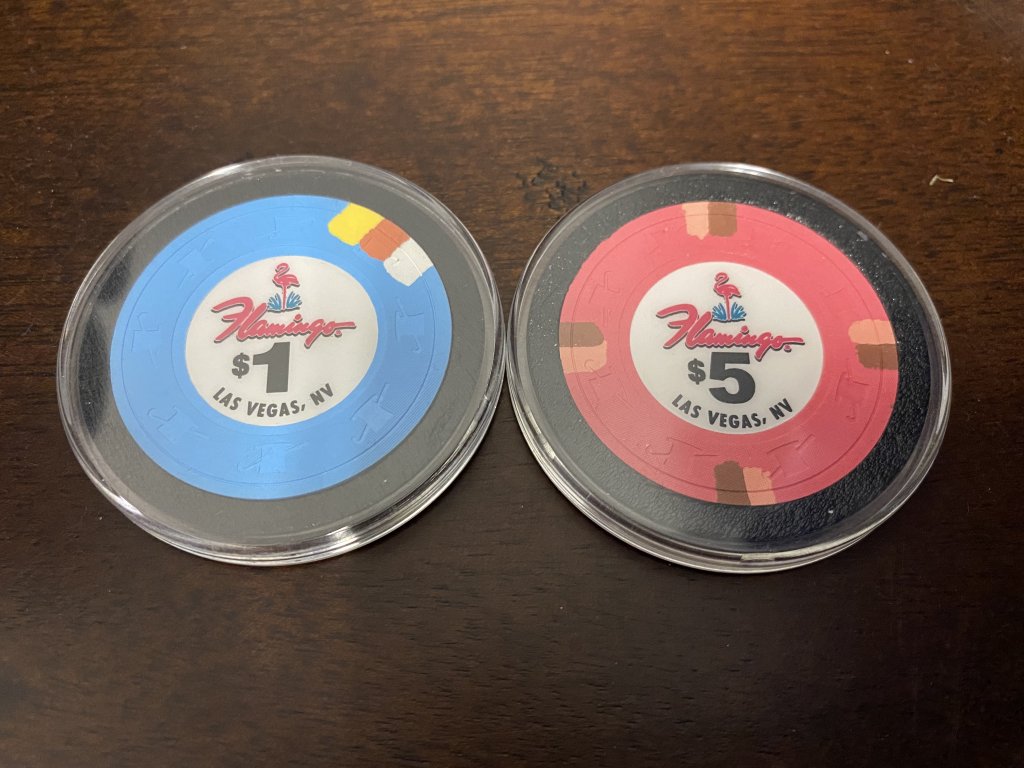 Flamingo
$1
LAS VEGAS, NV
Flamingo
$5
LAS VEGAS, NV